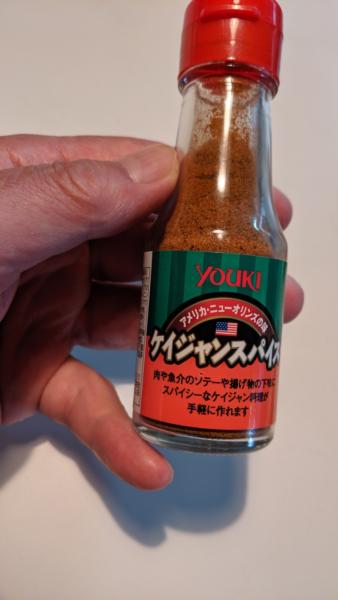 YOUKI
アメリカ・ニューオリンズの味
ケイジャンスパイス
肉や魚介のソテーや揚げ物の下味に
スパイシーなケイジャン料理が
手軽に作れます